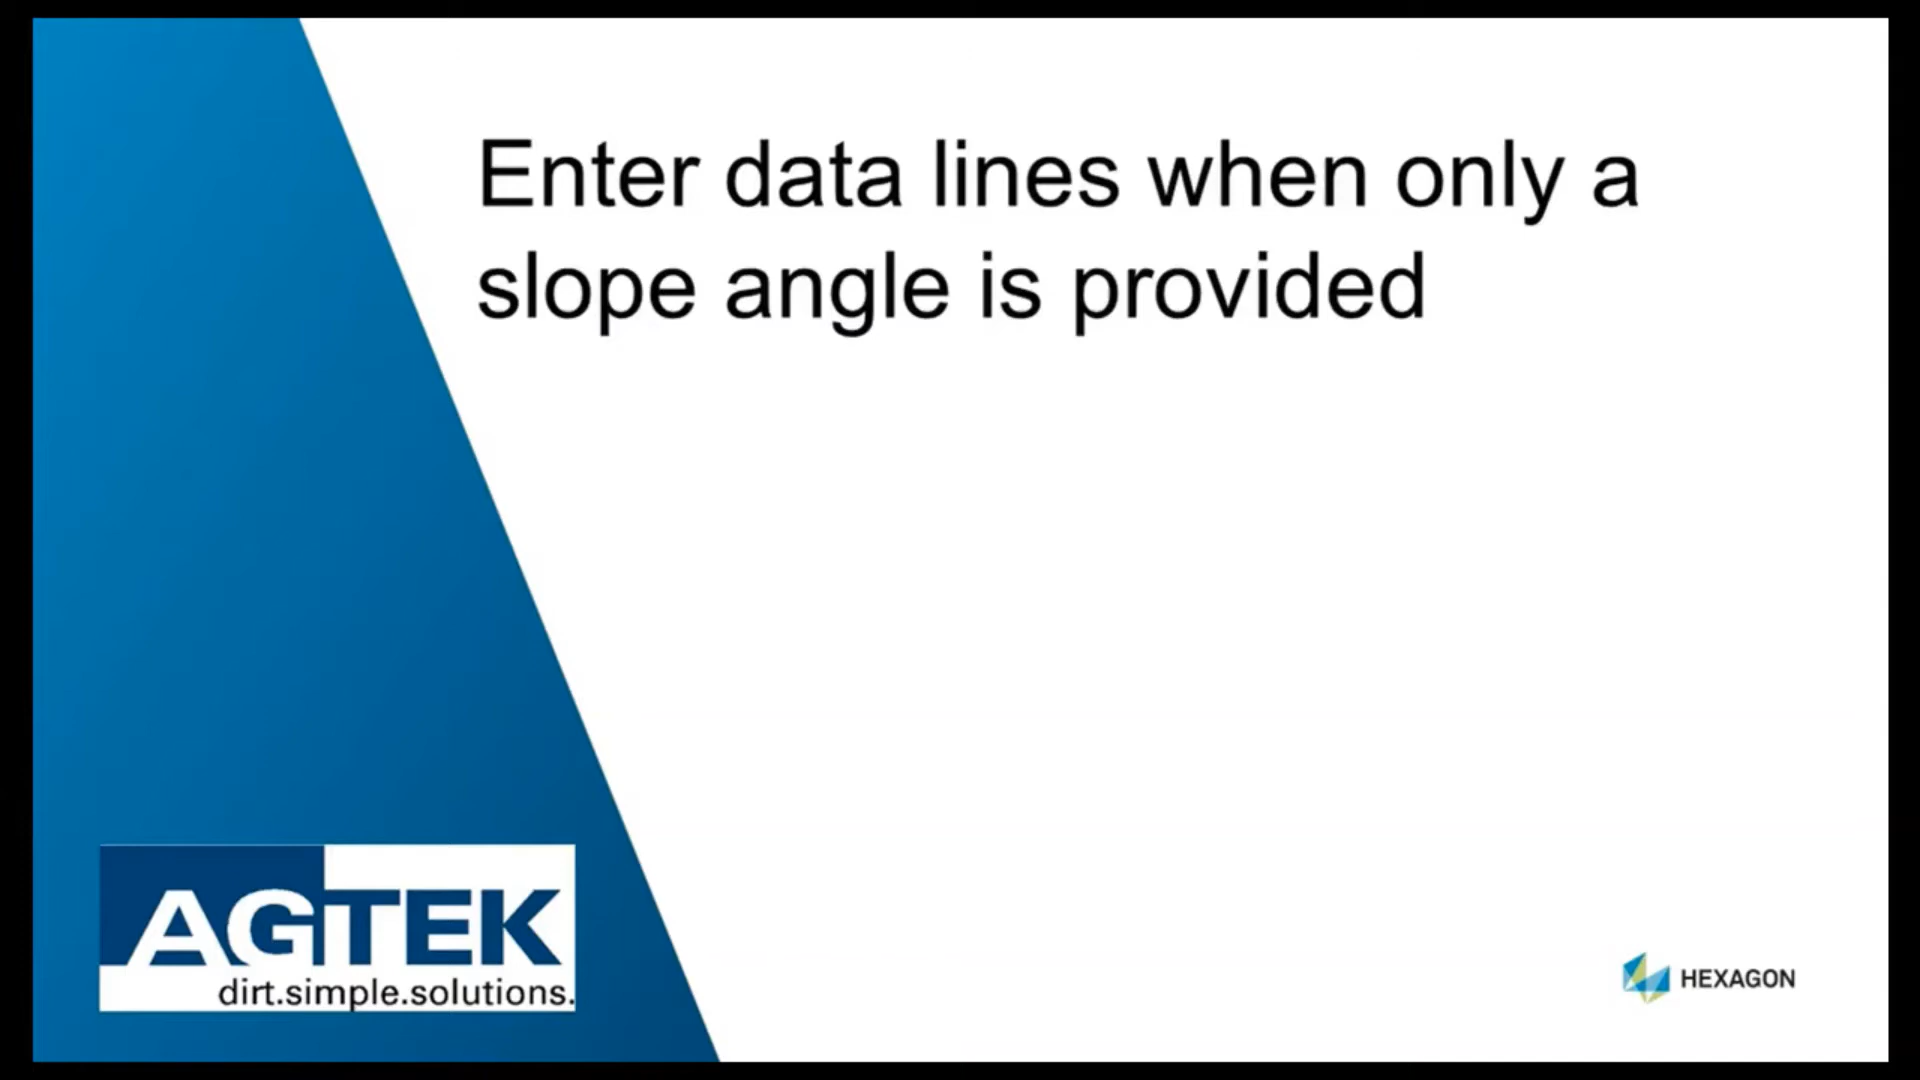 Enter data lines when only a
slope angle is provided
AGTEK
dirt.simple.solutions.
HEXAGON